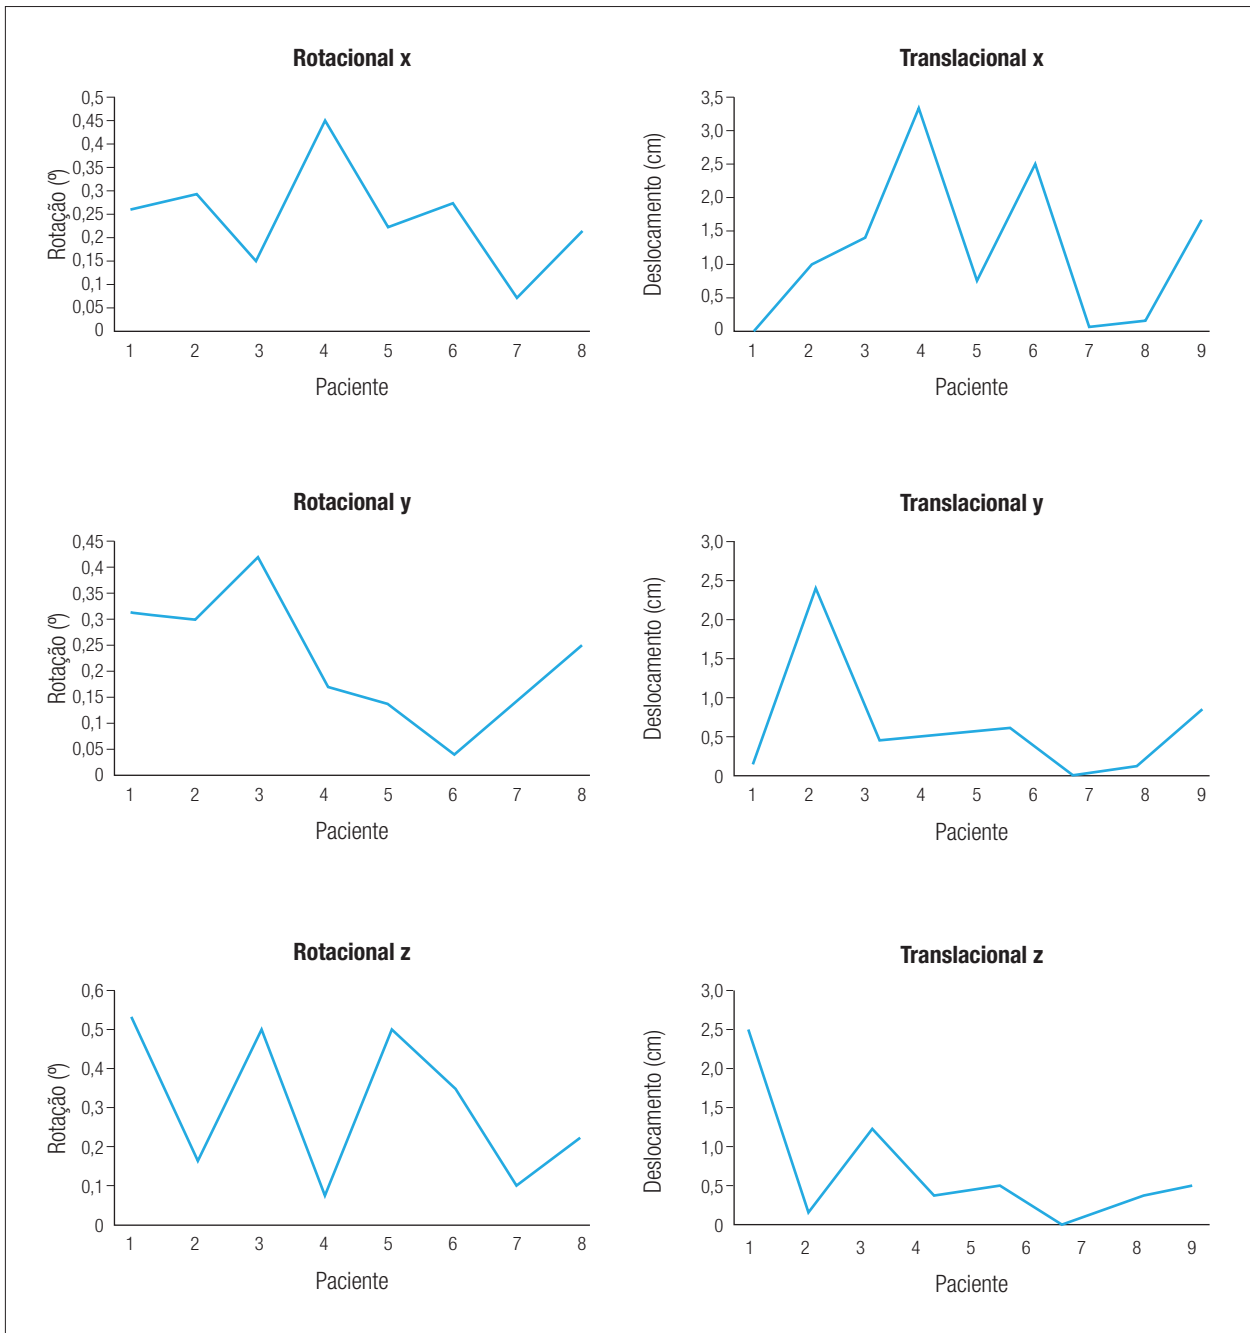 Rotacional x
Rotação (º)
0,5
0,45
0,4
0,35
0,3
0,25
0,2
0,15
0,1
0,05
0
1 2 3 4 5 6 7 8
Paciente
Translacional x
Deslocamento (cm)
3,5
3,0
2,5
2,0
1,5
1,0
0,5
0
1 2 3 4 5 6 7 8 9
Paciente
Rotacional y
Rotação (º)
0,45
0,4
0,35
0,3
0,25
0,2
0,15
0,1
0,05
0
1 2 3 4 5 6 7 8
Paciente
Translacional y
Deslocamento (cm)
3,0
2,5
2,0
1,5
1,0
0,5
0
1 2 3 4 5 6 7 8 9
Paciente
Rotacional z
Rotação (º)
0,6
0,5
0,4
0,3
0,2
0,1
0
1 2 3 4 5 6 7 8
Paciente
Translacional z
Deslocamento (cm)
3,0
2,5
2,0
1,5
1,0
0,5
0
1 2 3 4 5 6 7 8 9
Paciente